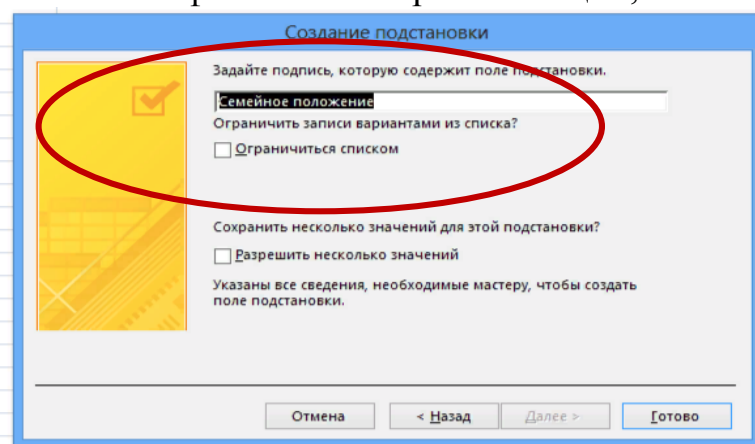 Создание подстановки
Задайте подпись, которую содержит поле подстановки.
Семейное положение
Ограничить записи вариантами из списка?
Ограничиться списком
Сохранить несколько значений для этой подстановки?
Разрешить несколько значений
Указаны все сведения, необходимые мастеру, чтобы создать
поле подстановки.
Отмена < Назад Далее > Готово